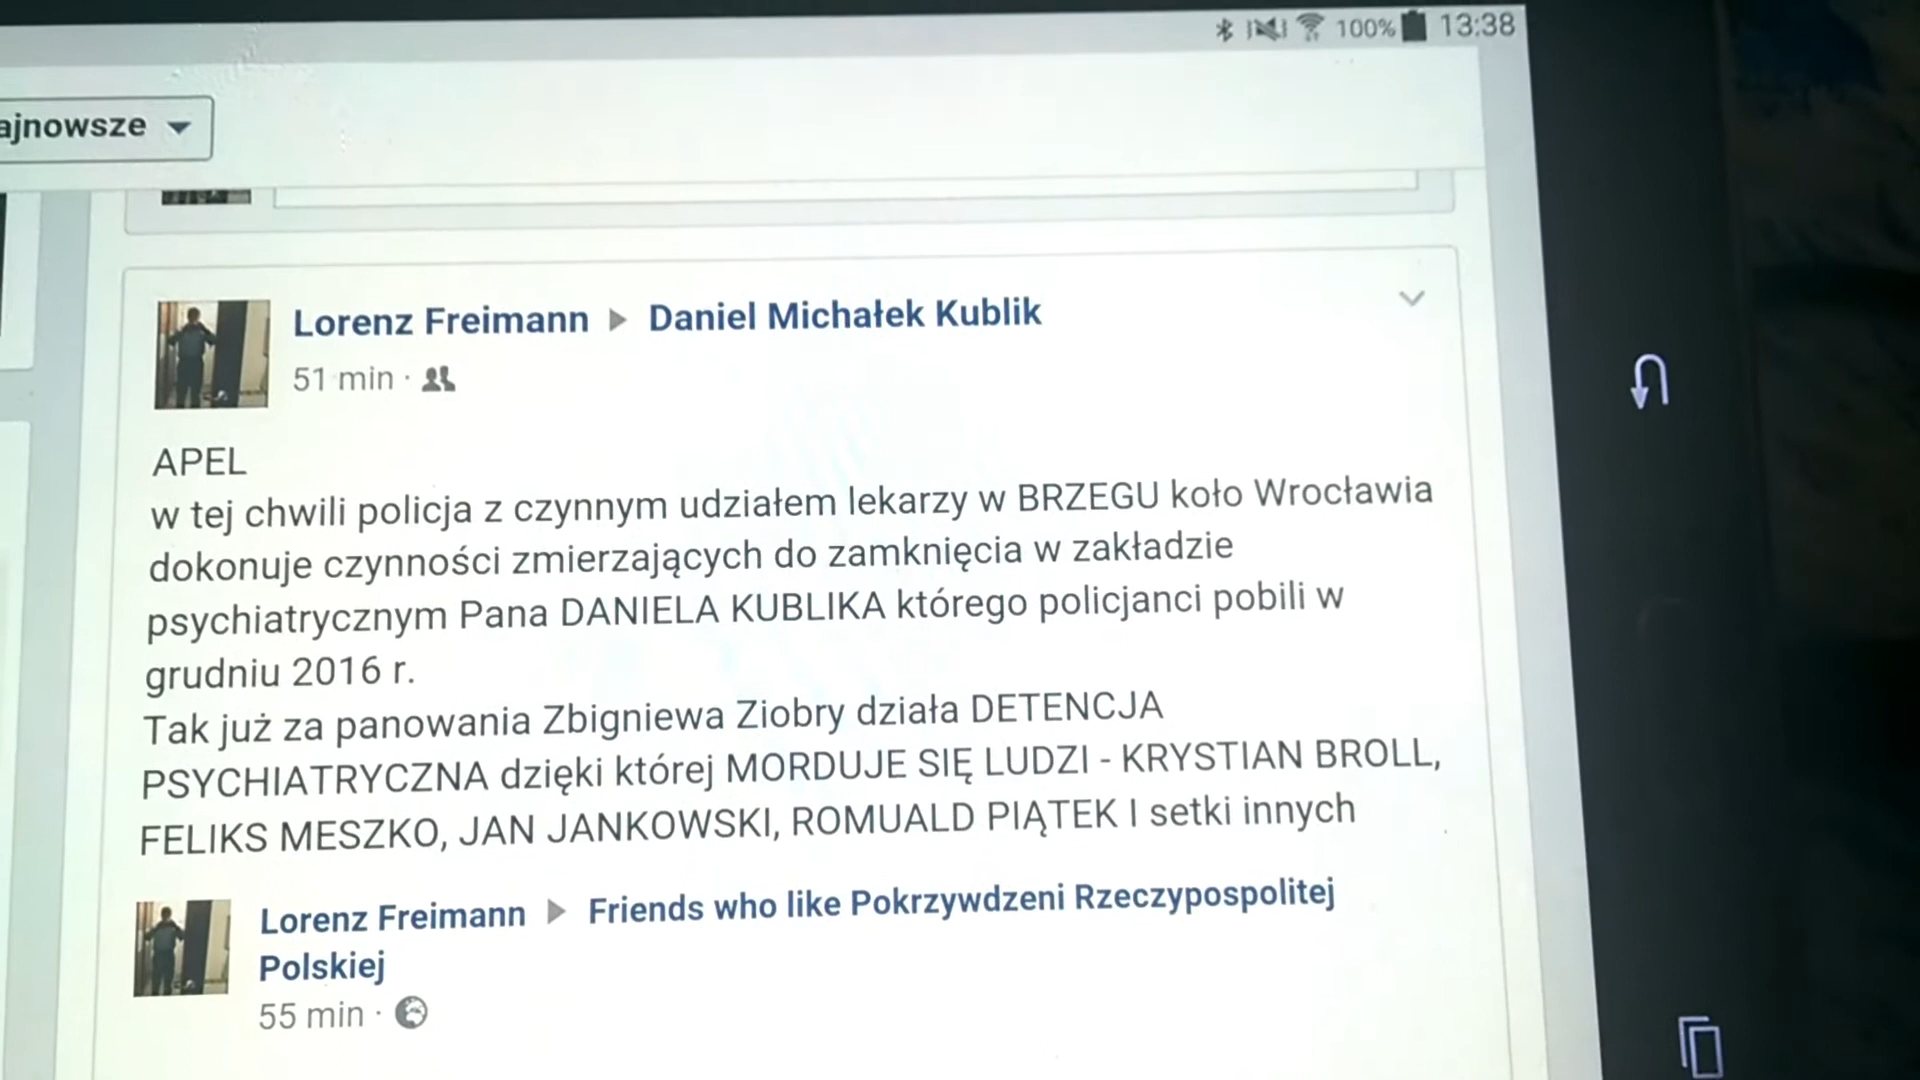 100% 13:38
ajnowsze
Lorenz Freimann ▶ Daniel Michałek Kublik
51 min ·
APEL
w tej chwili policja z czynnym udziałem lekarzy w BRZEGU koło Wrocławia
dokonuje czynności zmierzających do zamknięcia w zakładzie
psychiatrycznym Pana DANIELA KUBLIKA którego policjanci pobili w
grudniu 2016 r.
Tak już za panowania Zbigniewa Ziobry działa DETENCJA
PSYCHIATRYCZNA dzięki której MORDUJE SIĘ LUDZI - KRYSTIAN BROLL,
FELIKS MESZKO, JAN JANKOWSKI, ROMUALD PIĄTEK I setki innych
Lorenz Freimann ▶ Friends who like Pokrzywdzeni Rzeczypospolitej
Polskiej
55 min ·